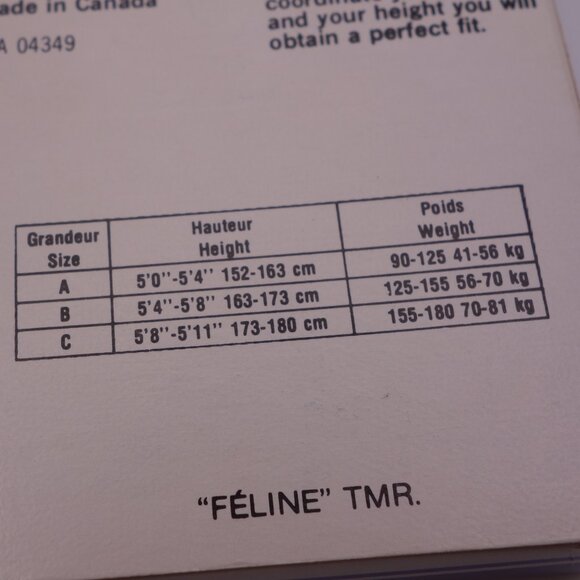 ade in Canada
A 04349
and your height you will
obtain a perfect fit.
Grandeur Size
Hauteur Height
Poids Weight
A 5'0''-5'4'' 152-163 cm 90-125 41-56 kg
B 5'4''-5'8'' 163-173 cm 125-155 56-70 kg
C 5'8''-5'11'' 173-180 cm 155-180 70-81 kg
“FÉLINE” TMR.